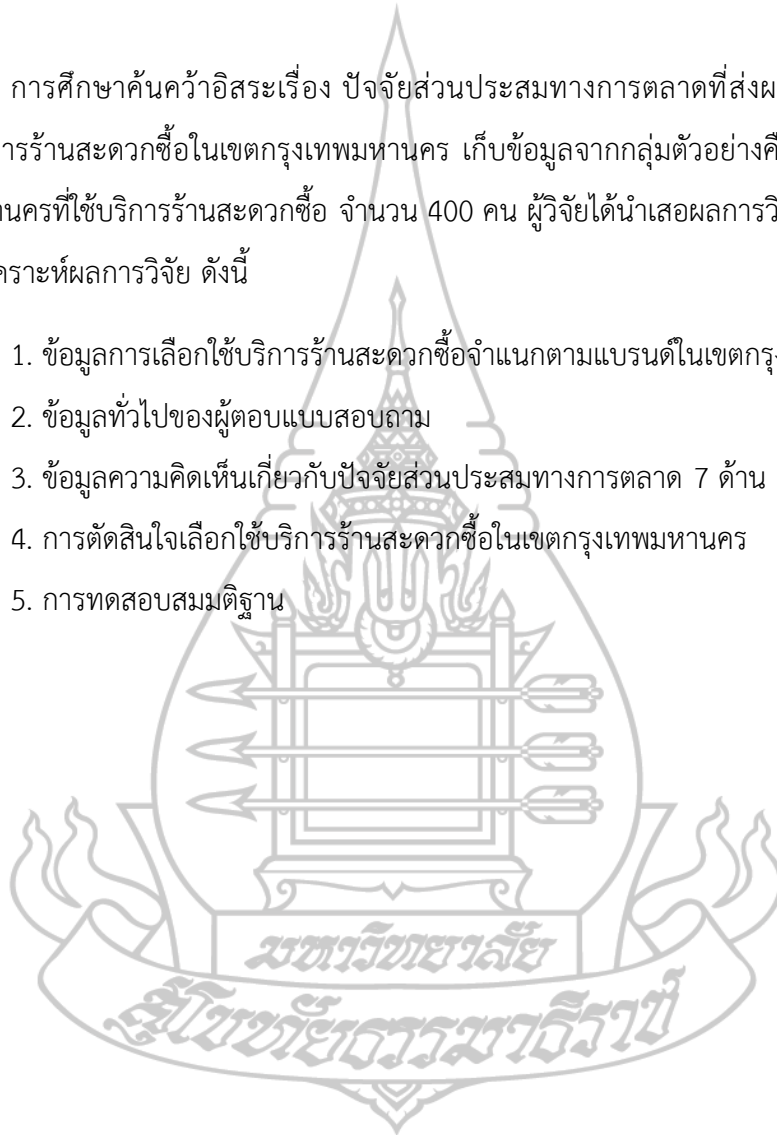 การศึกษาค้นคว้าอิสระเรื่อง ปัจจัยส่วนประสมทางการตลาดที่ส่งผ
การร้านสะดวกซื้อในเขตกรุงเทพมหานคร เก็บข้อมูลจากกลุ่มตัวอย่างคื
านครที่ใช้บริการร้านสะดวกซื้อ จำนวน 400 คน ผู้วิจัยได้นำเสอผลการวิ
คราะห์ผลการวิจัย ดังนี้
1. ข้อมูลการเลือกใช้บริการร้านสะดวกซื้อจำแนกตามแบรนด์ในเขตกรุง
2. ข้อมูลทั่วไปของผู้ตอบแบบสอบถาม
3. ข้อมูลความคิดเห็นเกี่ยวกับปัจจัยส่วนประสมทางการตลาด 7 ด้าน
4. การตัดสินใจเลือกใช้บริการร้านสะดวกซื้อในเขตกรุงเทพมหานคร
5. การทดสอบสมมติฐาน
มหาวิทยาลัย
สุโขทัยธรรมาธิราช